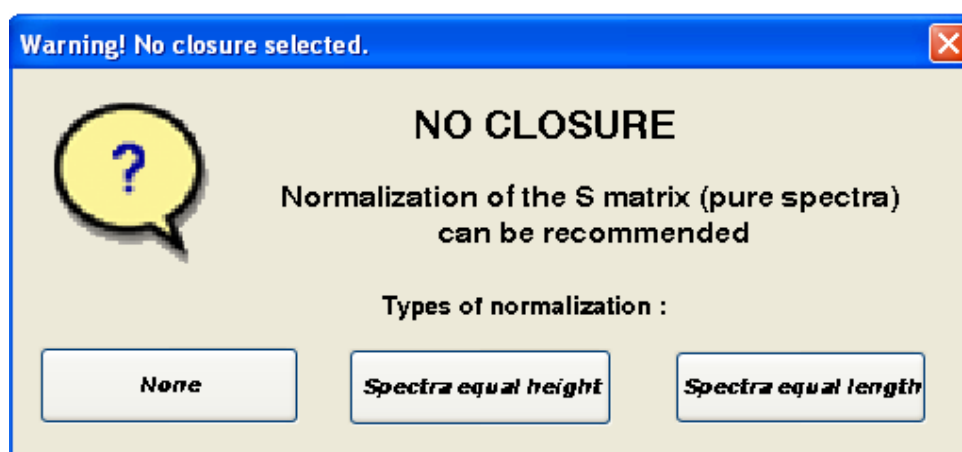 Warning! No closure selected.
?
NO CLOSURE
Normalization of the S matrix (pure spectra)
can be recommended
Types of normalization :
None
Spectra equal height
Spectra equal length